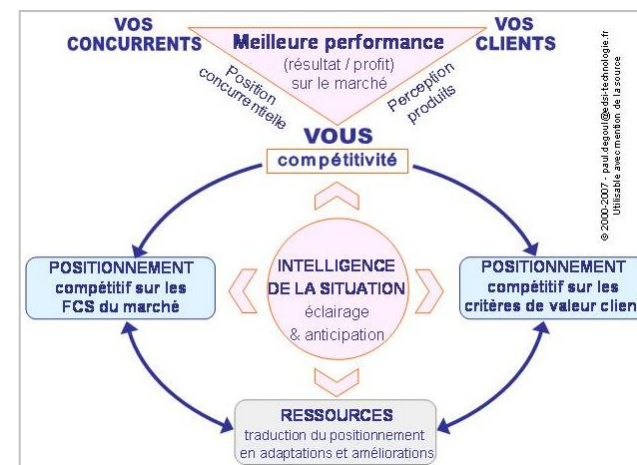 VOS
CONCURRENTS
VOS
CLIENTS
Meilleure performance
(résultat / profit)
sur le marché
Position
concurrentielle
Perception
produits
VOUS
compétitivité
© 2000-2007 - paul.degoul@edsi-technologie.fr
Utilisable avec mention de la source
POSITIONNEMENT
compétitif sur les
FCS du marché
INTELLIGENCE
DE LA SITUATION
éclairage
& anticipation
POSITIONNEMENT
compétitif sur les
critères de valeur clien
RESSOURCES
traduction du positionnement
en adaptations et améliorations